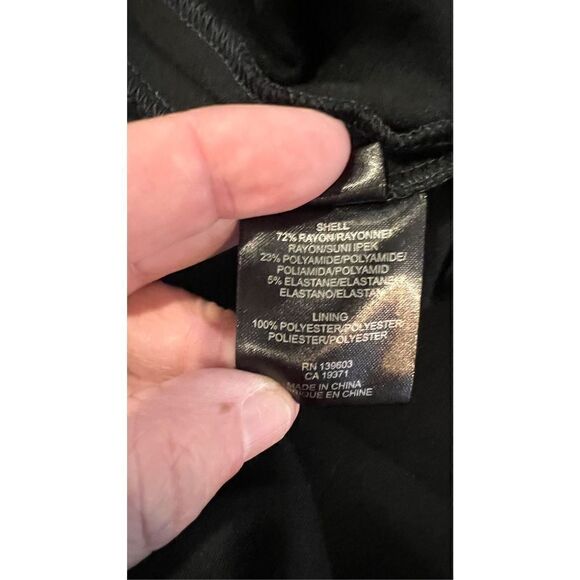 SHELL
72% RAYON/RAYONNE/
RAYON/SUNI IPEK
23% POLYAMIDE/POLYAMIDE/
POLIAMIDA/POLYAMID
5% ELASTANE/ELASTANE/
ELASTANO/ELASTAN
LINING
100% POLYESTER/POLYESTER/
POLIESTER/POLYESTER
RN 139603
CA 19371
MADE IN CHINA
EN CHINE